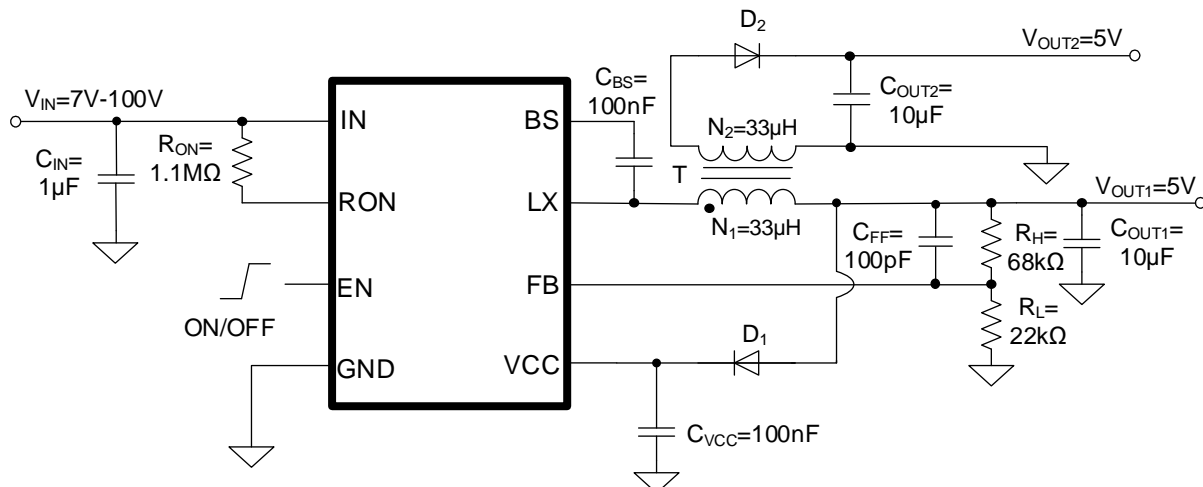 D2
VOUT2=5V
CBS=
100nF
COUT2=
10µF
VIN=7V-100V
IN
BS
N2=33µH
CIN=
1µF
RON=
1.1MΩ
T
VOUT1=5V
RON
LX
N1=33µH
CFF=
100pF
RH=
68kΩ
COUT1=
10µF
EN
FB
ON/OFF
RL=
22kΩ
D1
GND
VCC
CVCC=100nF